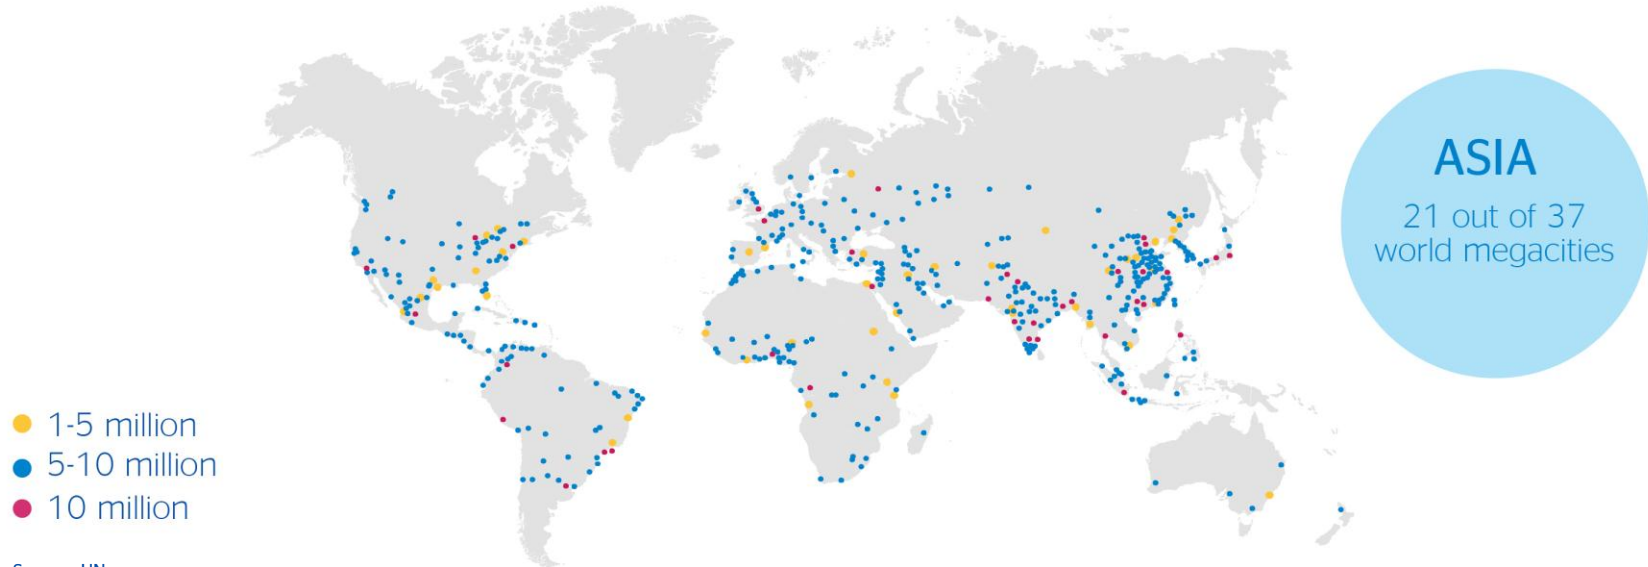 ASIA
21 out of 37
world megacities
1-5 million
5-10 million
10 million